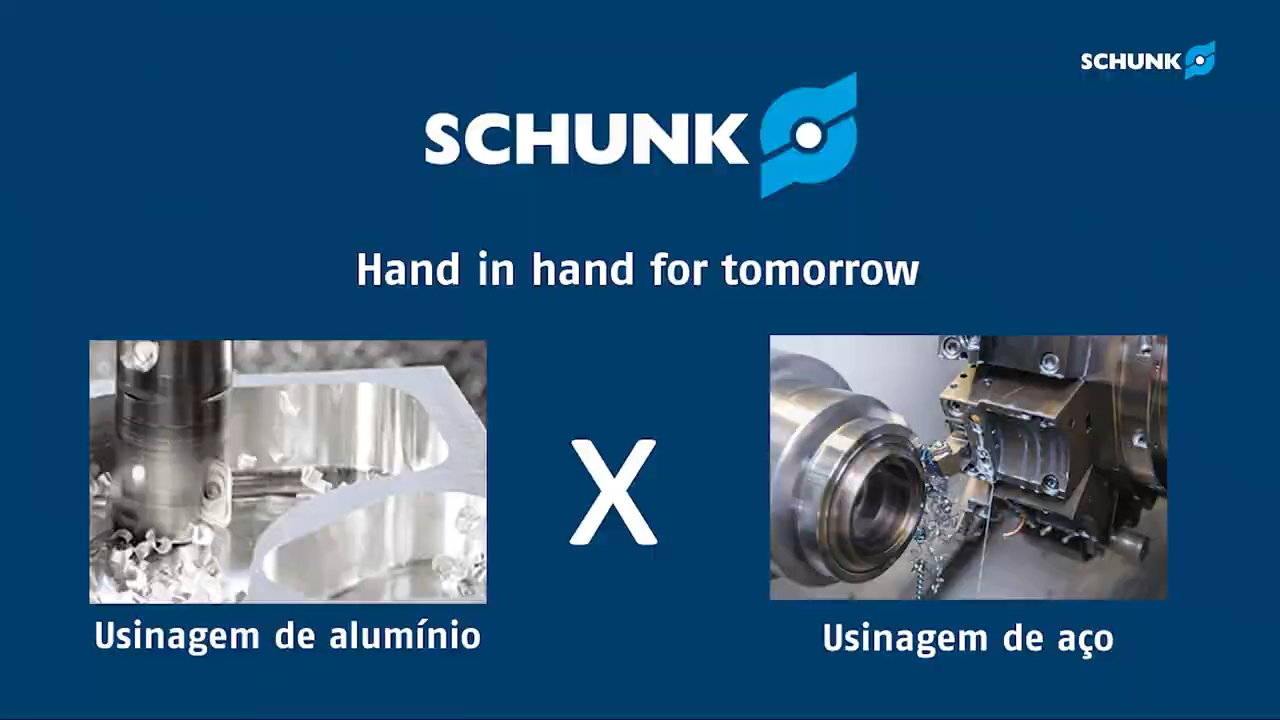 SCHUNK
SCHUNK
Hand in hand for tomorrow
X
Usinagem de alumínio
Usinagem de aço